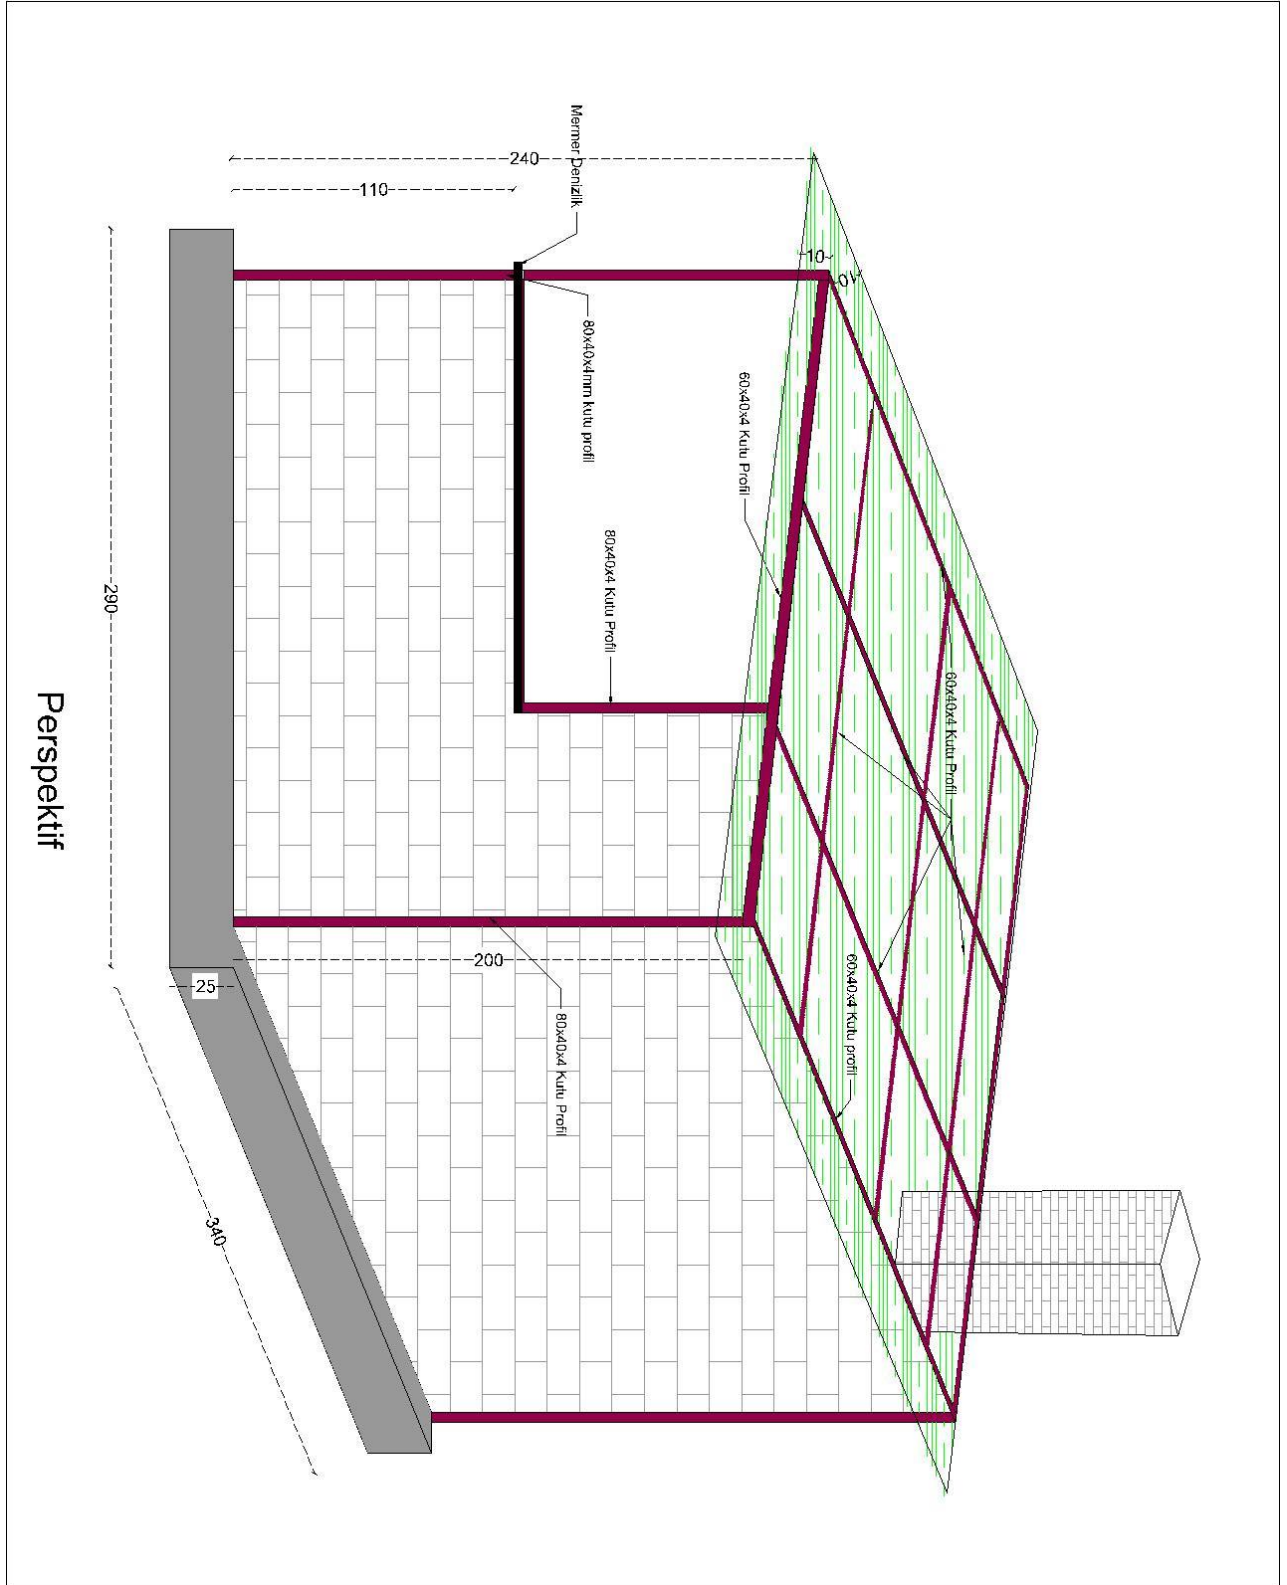 Mermer Denizlik
240
110
10
10
80x40x4mm kutu profil
60x40x4 Kutu Profil
80x40x4 Kutu Profil
60x40x4 Kutu Profil
290
60x40x4 Kutu profil
200
25
80x40x4 Kutu Profil
340
Perspektif